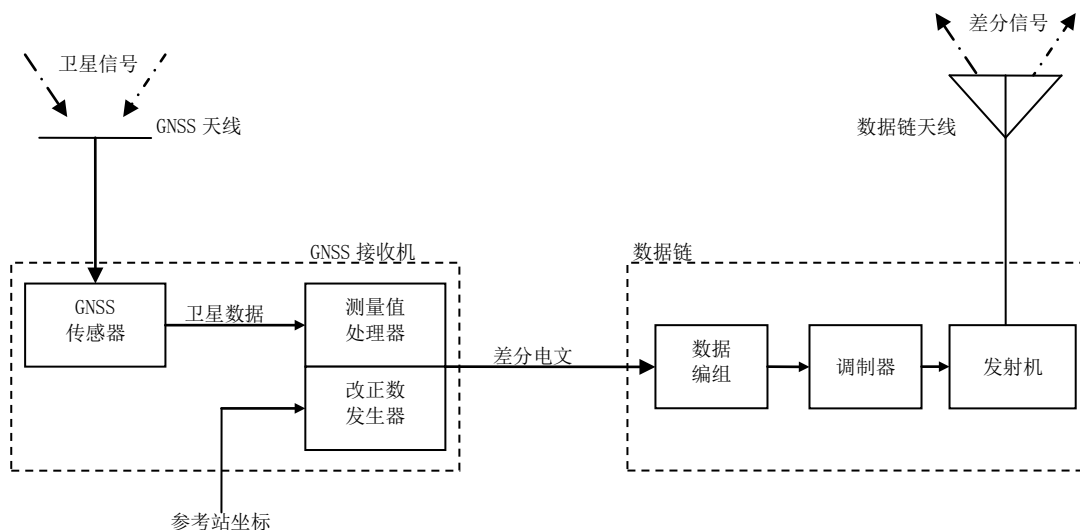 卫星信号
GNSS 天线
差分信号
数据链天线
GNSS 接收机
GNSS
传感器
卫星数据
测量值
处理器
改正数
发生器
参考站坐标
差分电文
数据链
数据
编组
调制器
发射机